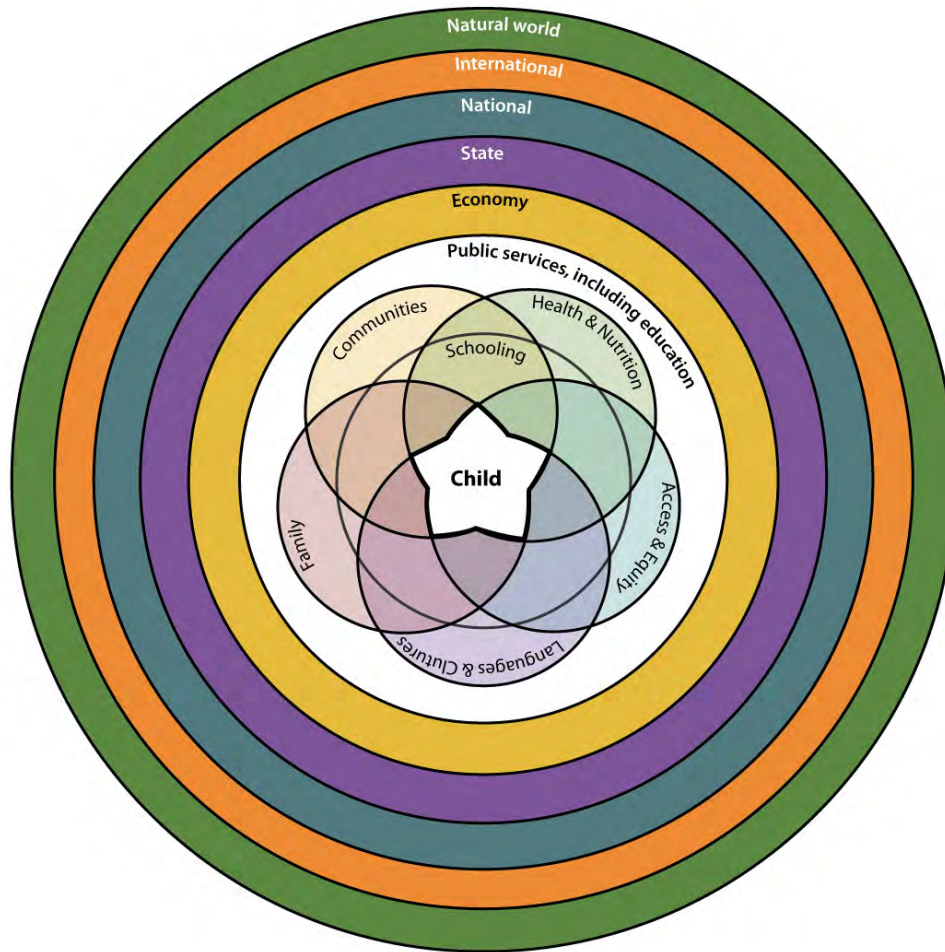 Natural world
International
National
State
Economy
Public services, including education
Communities
Health & Nutrition
Schooling
Child
Family
Access & Equity
Languages & Clutures